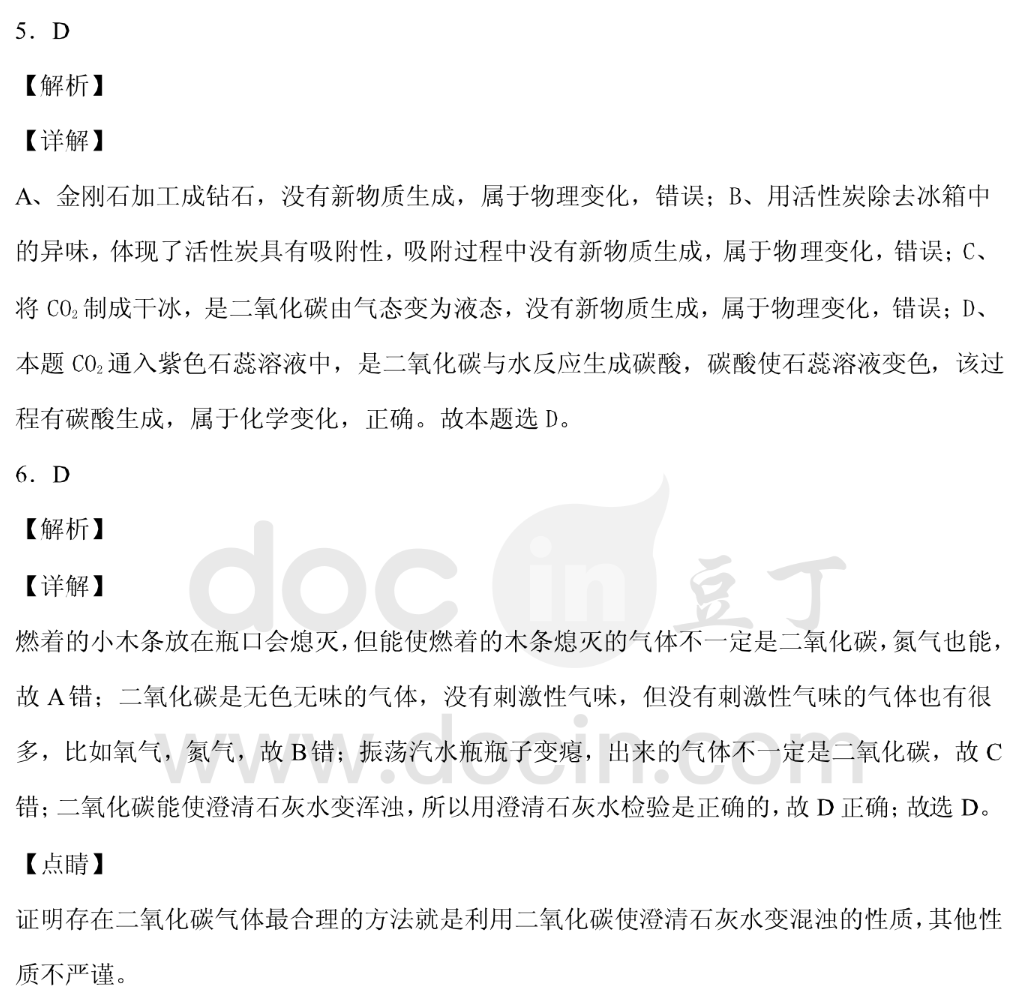 5．D
【解析】
【详解】
A、金刚石加工成钻石，没有新物质生成，属于物理变化，错误；B、用活性炭除去冰箱中
的异味，体现了活性炭具有吸附性，吸附过程中没有新物质生成，属于物理变化，错误；C、
将 CO₂ 制成干冰，是二氧化碳由气态变为液态，没有新物质生成，属于物理变化，错误；D、
本题 CO₂ 通入紫色石蕊溶液中，是二氧化碳与水反应生成碳酸，碳酸使石蕊溶液变色，该过
程有碳酸生成，属于化学变化，正确。故本题选 D。
6．D
【解析】
【详解】
燃着的小木条放在瓶口会熄灭，但能使燃着的木条熄灭的气体不一定是二氧化碳，氮气也能，
故 A 错；二氧化碳是无色无味的气体，没有刺激性气味，但没有刺激性气味的气体也有很
多，比如氧气，氮气，故 B 错；振荡汽水瓶瓶子变瘪，出来的气体不一定是二氧化碳，故 C
错；二氧化碳能使澄清石灰水变浑浊，所以用澄清石灰水检验是正确的，故 D 正确；故选 D。
【点睛】
证明存在二氧化碳气体最合理的方法就是利用二氧化碳使澄清石灰水变混浊的性质，其他性
质不严谨。
docin 豆丁
www.docin.com